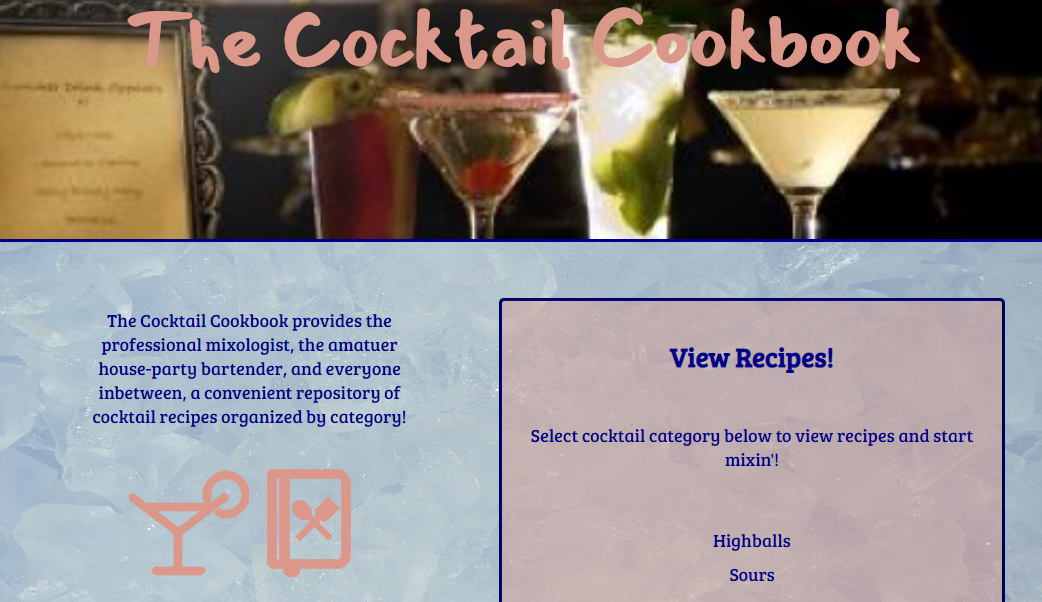 The Cocktail Cookbook
The Cocktail Cookbook provides the
professional mixologist, the amatuer
house-party bartender, and everyone
inbetween, a convenient repository of
cocktail recipes organized by category!
View Recipes!
Select cocktail category below to view recipes and start
mixin'!
Highballs
Sours